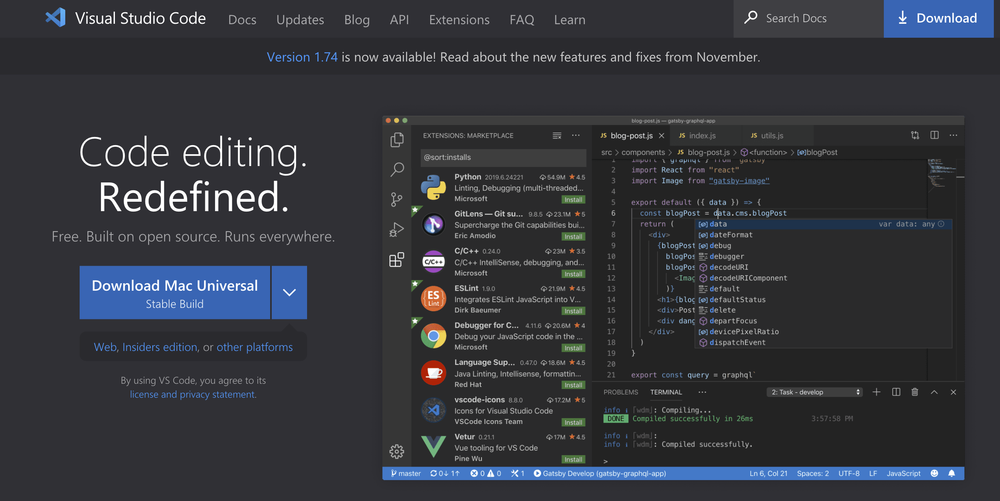 Visual Studio Code Docs Updates Blog API Extensions FAQ Learn Search Docs Download
Version 1.74 is now available! Read about the new features and fixes from November.
Code editing.
Redefined.
Free. Built on open source. Runs everywhere.
Download Mac Universal
Stable Build
Web, Insiders edition, or other platforms
By using VS Code, you agree to its
license and privacy statement.
blog-post.js — gatsby-graphql-app
EXTENSIONS: MARKETPLACE
@sort:installs
Python 2019.6.24221 54.9M 4.5
Linting, Debugging (multi-threaded...
Microsoft Install
GitLens — Git su... 9.8.5 23.1M 5
Supercharge the Git capabilities bui...
Eric Amodio Install
C/C++
C/C++ 0.24.0 23M 3.5
C/C++ IntelliSense, debugging, and...
Microsoft Install
ES
Lint
ESLint 1.9.0 21.9M 4.5
Integrates ESLint JavaScript into V...
Dirk Baeumer Install
Debugger for C... 4.11.6 20.6M 4
Debug your JavaScript code in the ...
Microsoft Install
Language Sup... 0.47.0 18.6M 4.5
Java Linting, Intellisense, formattin...
Red Hat Install
vscode-icons 8.8.0 17.2M 5
Icons for Visual Studio Code
VSCode Icons Team Install
Vetur 0.21.1 17M 4.5
Vue tooling for VS Code
Pine Wu Install
JS blog-post.js JS index.js JS utils.js
src > components > JS blog-post.js > <function> > blogPost
1 import { graphql } from "gatsby"
2 import React from "react"
3 import Image from "gatsby-image"
4
5 export default ({ data }) => {
6 const blogPost = data.cms.blogPost
7 return (
8 <div>
9 {blogPost
10 blogPos
11 blogPos
12 <Imag
13 )}
14 <h1>{blog
15 <div>Post
16 <div dang
17 </div>
18 )
19 }
20
21 export const query = graphql`
data var data: any
dateFormat
debug
debugger
decodeURI
decodeURIComponent
default
defaultStatus
delete
departFocus
devicePixelRatio
dispatchEvent
PROBLEMS TERMINAL ... 2: Task - develop
info i ｢wdm｣: Compiling...
DONE Compiled successfully in 26ms 3:57:58 PM
info i ｢wdm｣:
info i ｢wdm｣: Compiled successfully.
>
master 0↓ 1↑ 0 0 1 Gatsby Develop (gatsby-graphql-app) Ln 6, Col 21 Spaces: 2 UTF-8 LF JavaScript